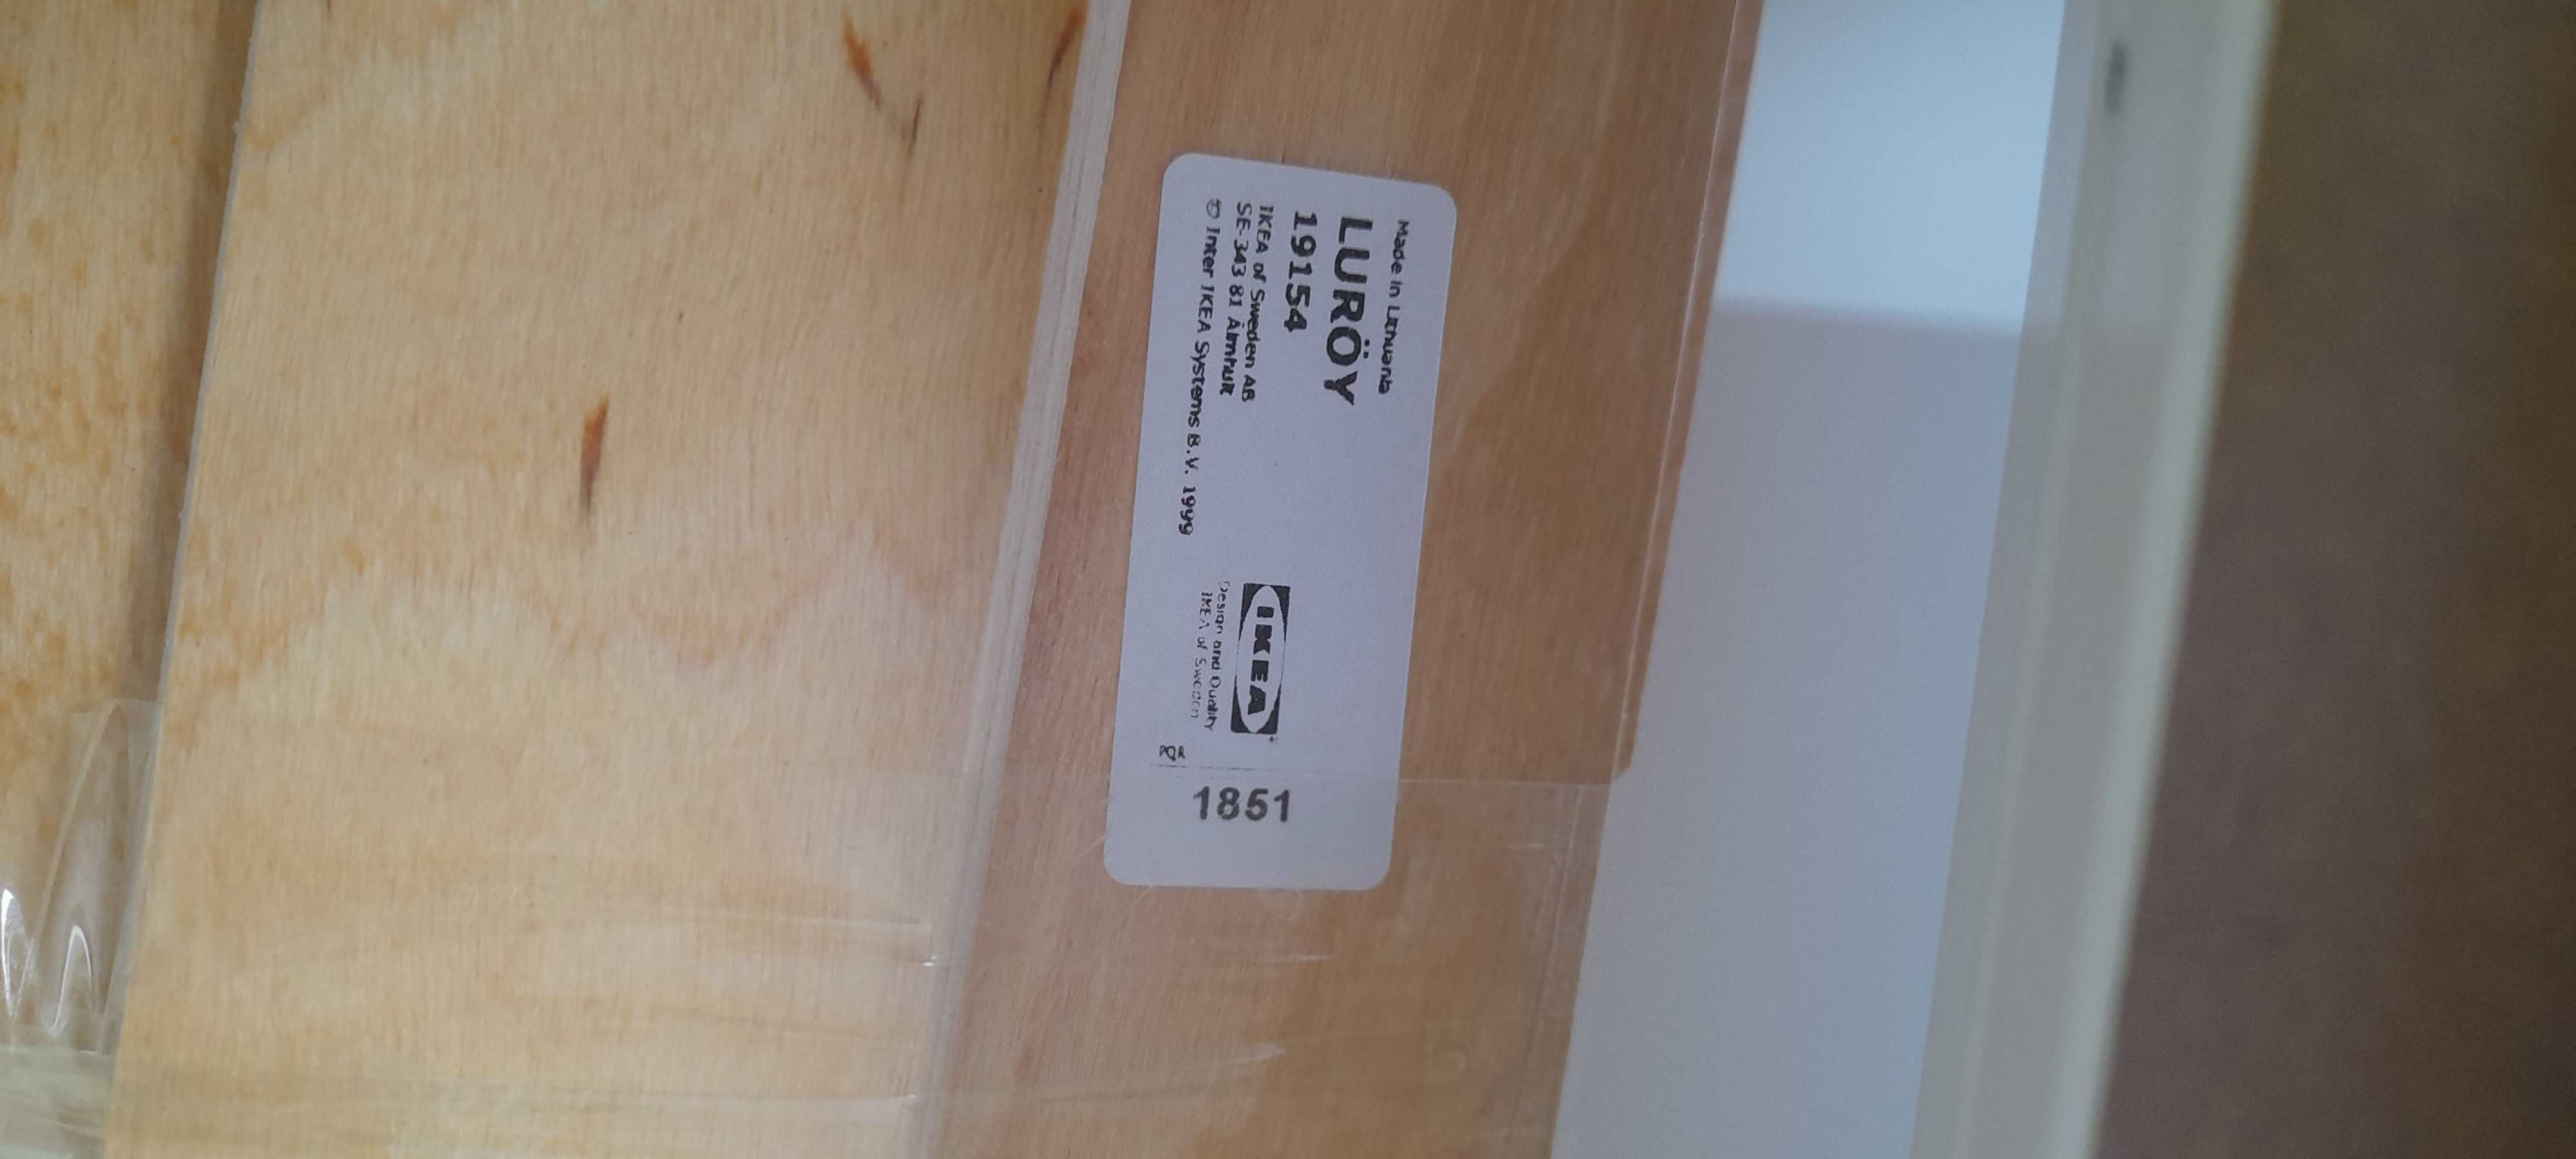 Made in Lithuania
LURÖY
19154
IKEA of Sweden AB
SE-343 81 Älmhult
© Inter IKEA Systems B.V. 1999
IKEA®
Design and Quality
IKEA of Sweden
1851